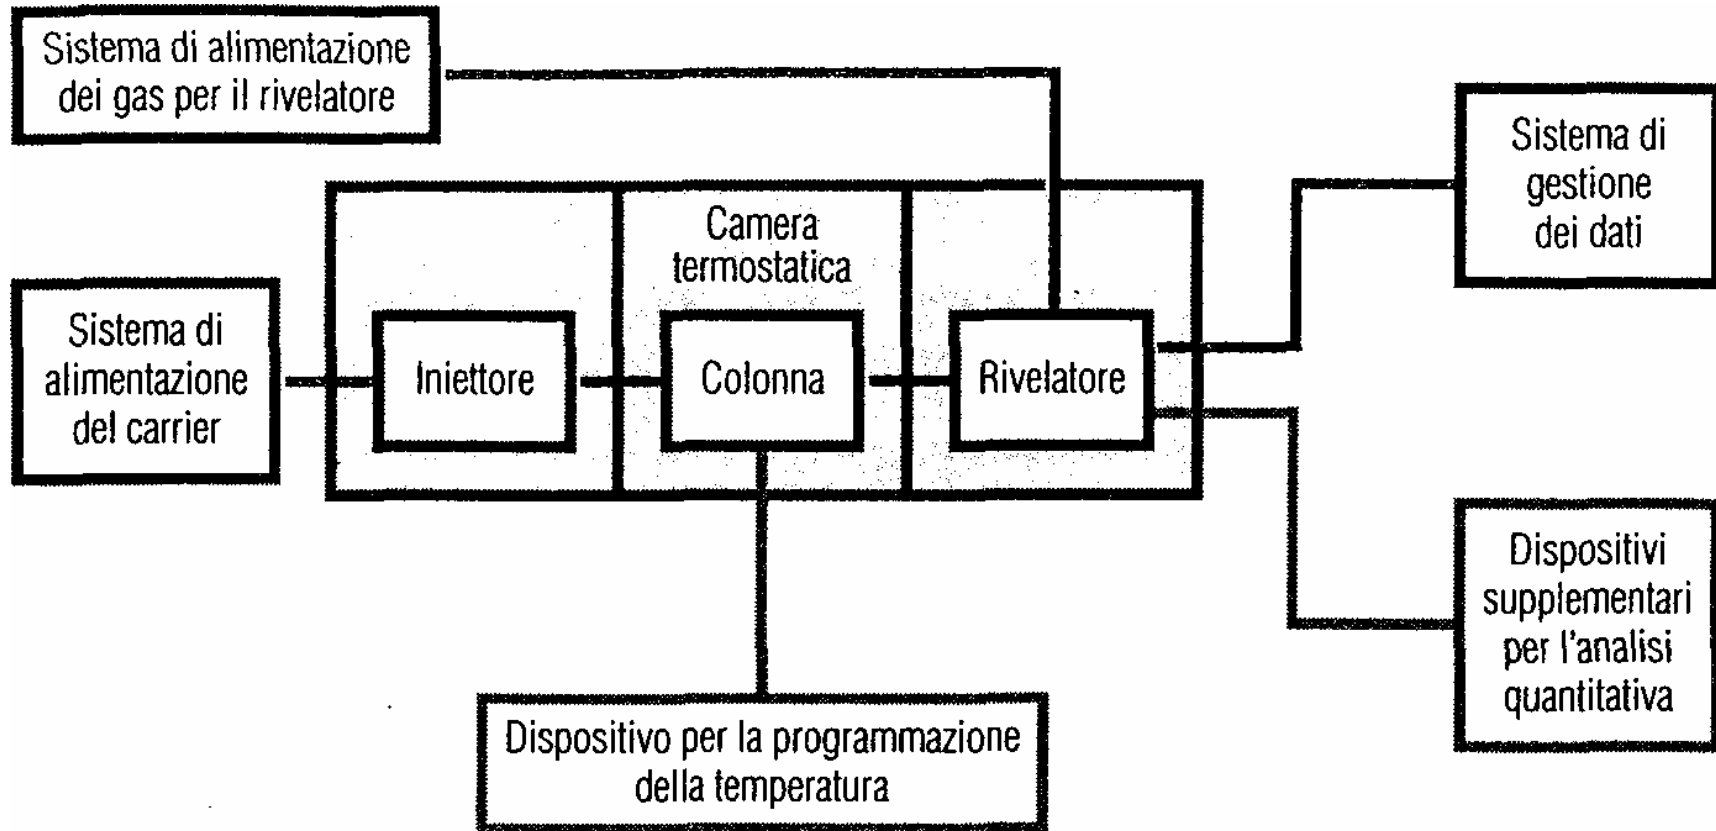 Sistema di alimentazione
dei gas per il rivelatore
Sistema di
gestione
dei dati
Camera
termostatica
Sistema di
alimentazione
del carrier
Iniettore
Colonna
Rivelatore
Dispositivi
supplementari
per l'analisi
quantitativa
Dispositivo per la programmazione
della temperatura